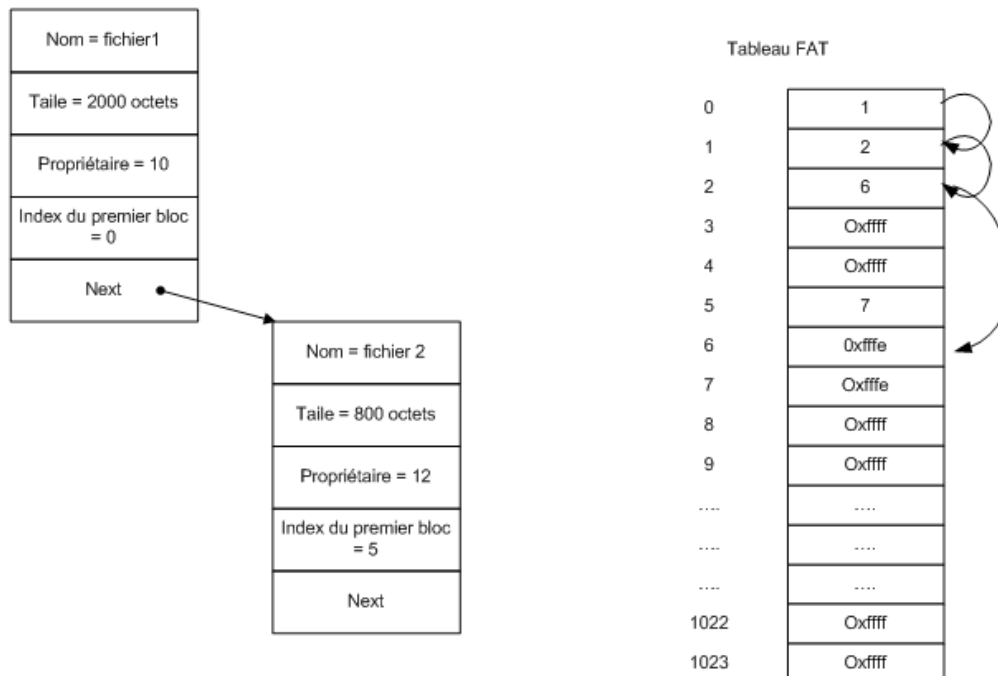 Nom = fichier1
Taile = 2000 octets
Propriétaire = 10
Index du premier bloc
= 0
Next
Nom = fichier 2
Taile = 800 octets
Propriétaire = 12
Index du premier bloc
= 5
Next
Tableau FAT
0 1
1 2
2 6
3 Oxffff
4 Oxffff
5 7
6 0xfffe
7 Oxfffe
8 Oxffff
9 Oxffff
.... ....
.... ....
.... ....
1022 Oxffff
1023 Oxffff